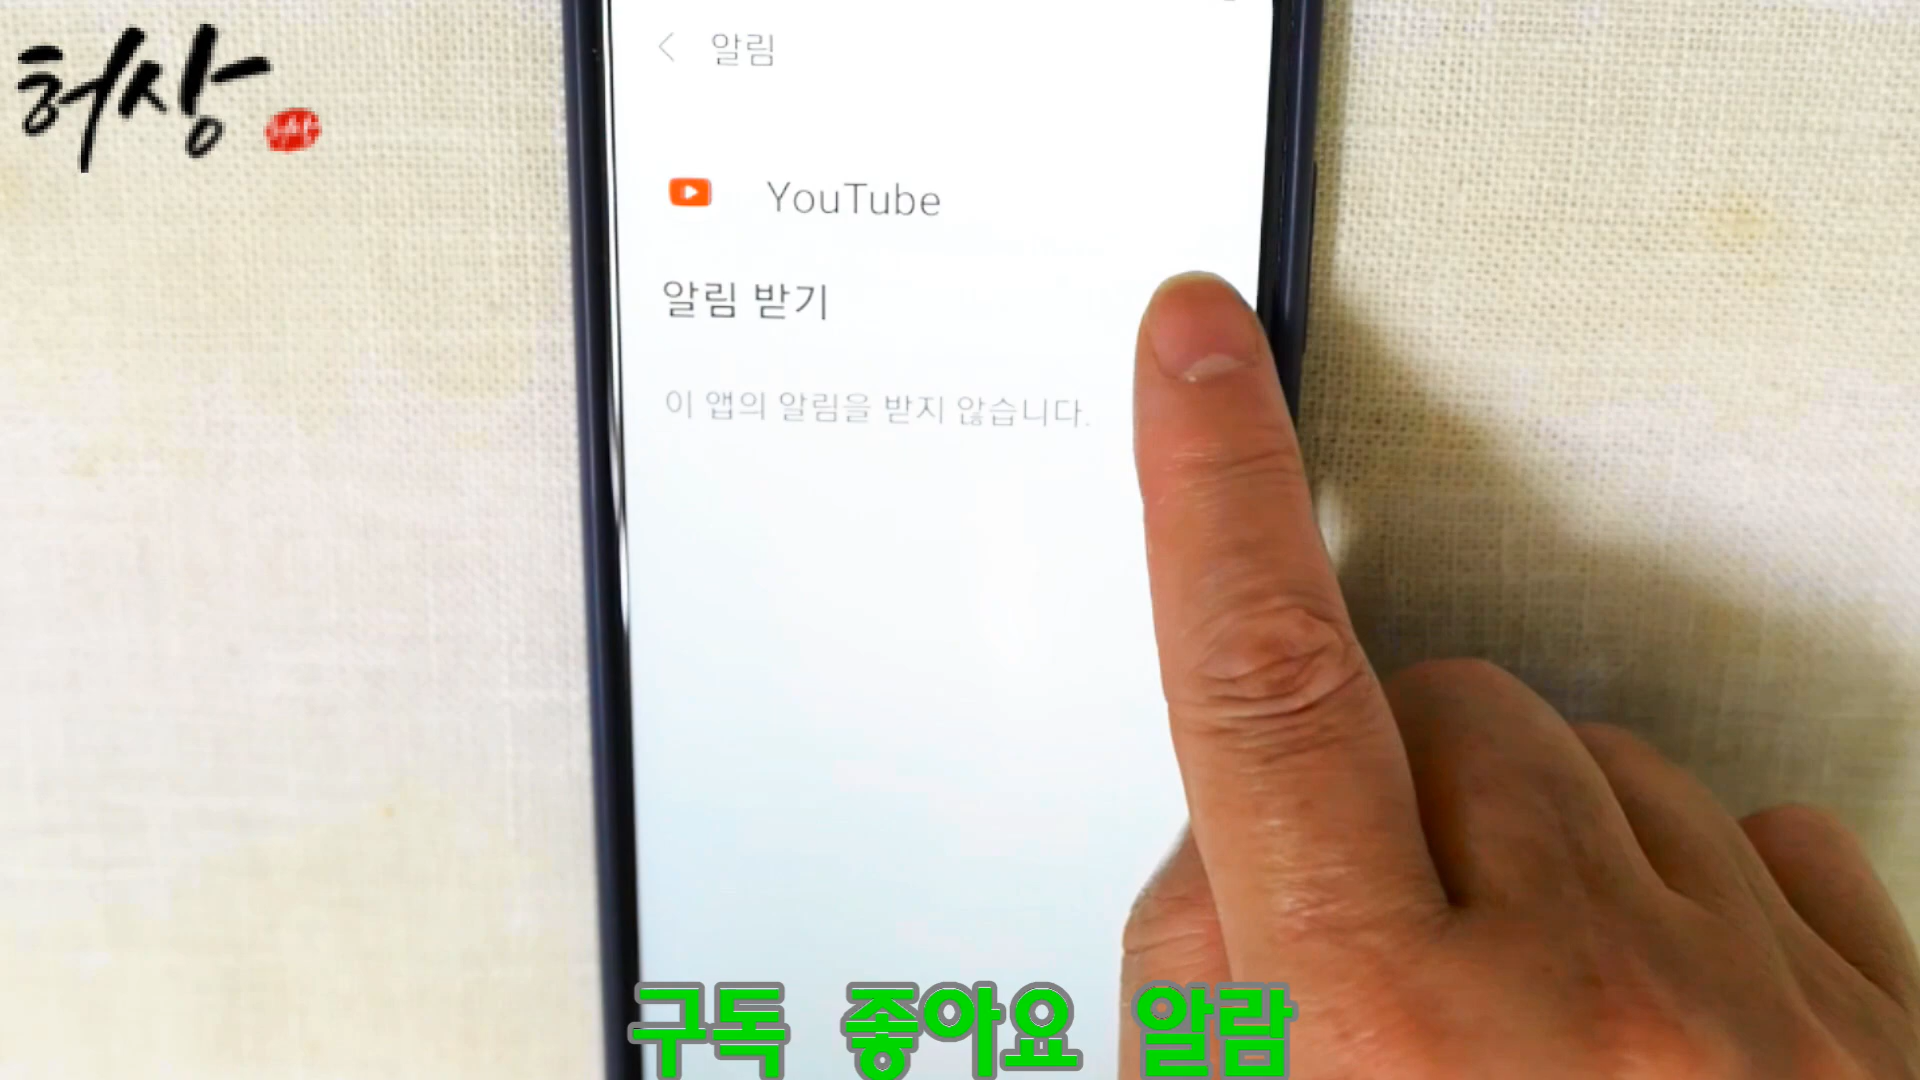 허상
알림
YouTube
알림 받기
이 앱의 알림을 받지 않습니다.
구독 좋아요 알람